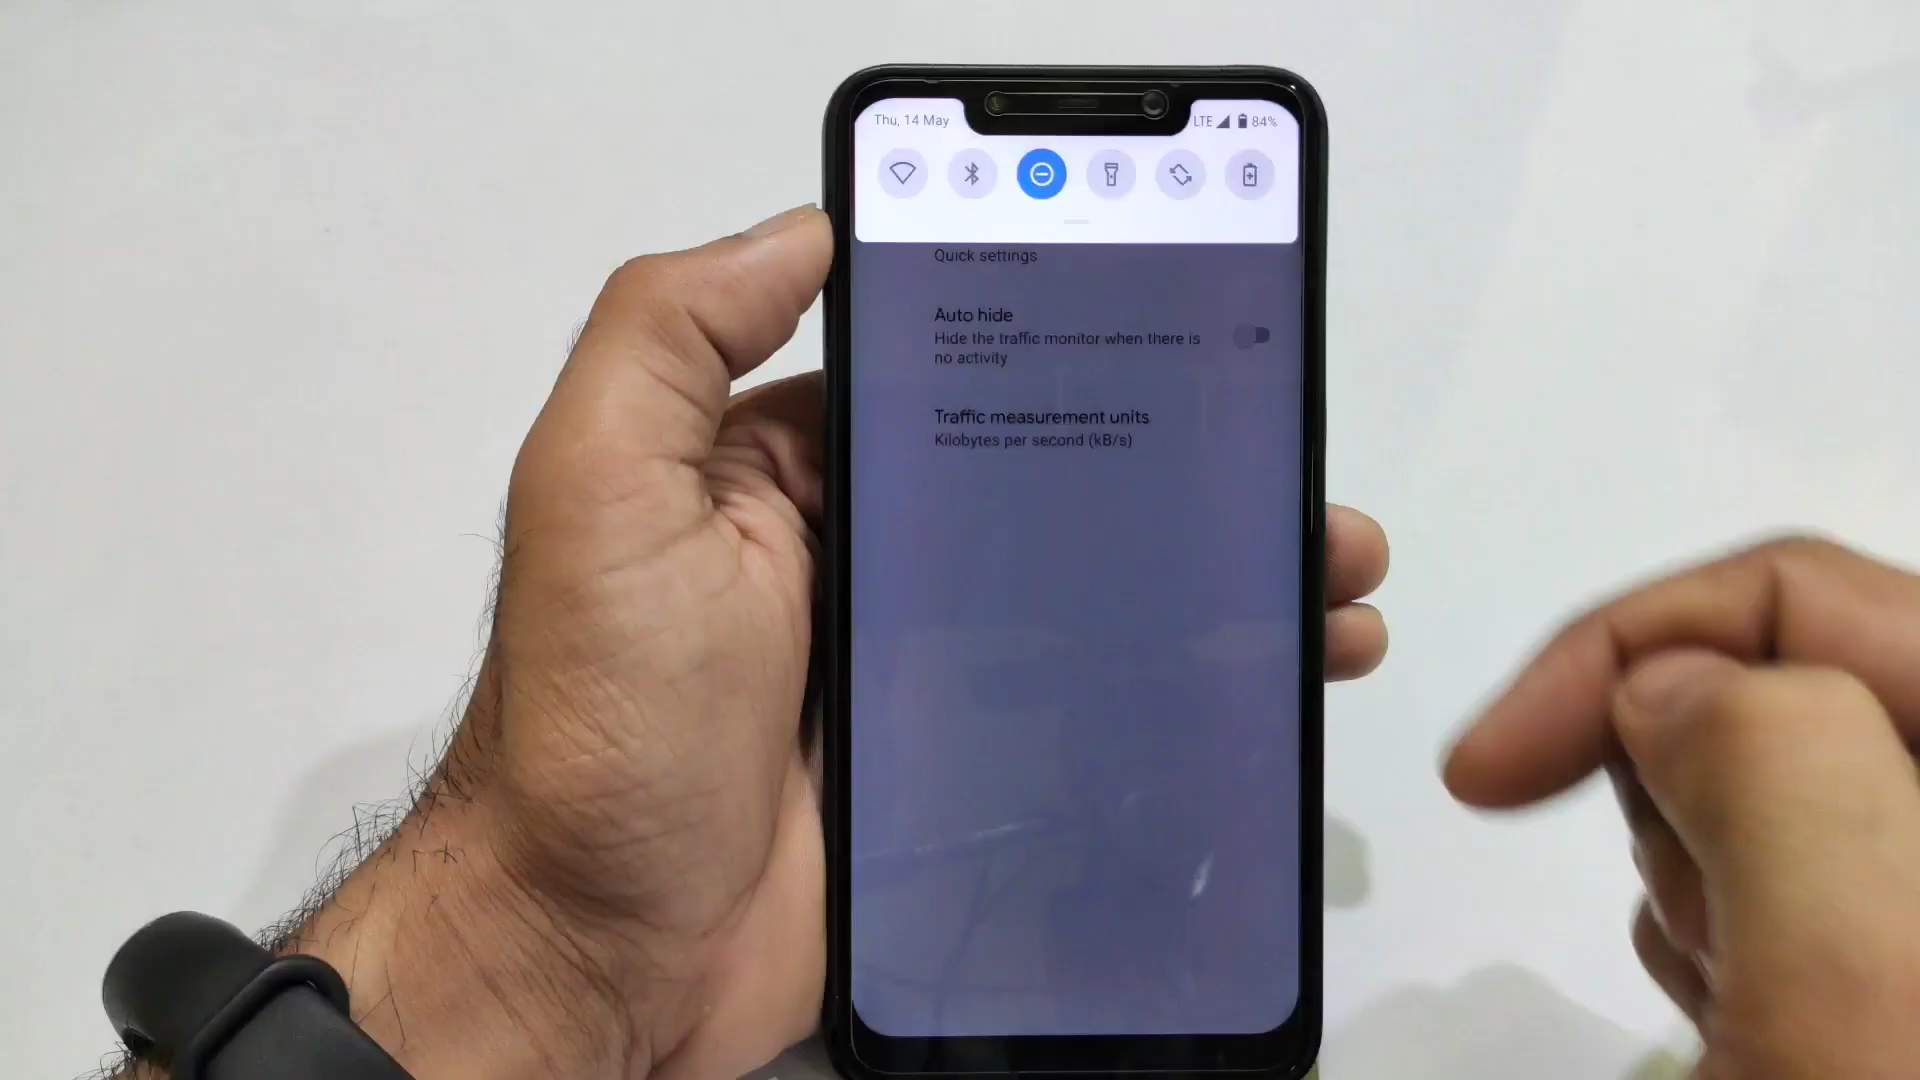 Thu, 14 May
LTE 84%
Quick settings
Auto hide
Hide the traffic monitor when there is
no activity
Traffic measurement units
Kilobytes per second (kB/s)